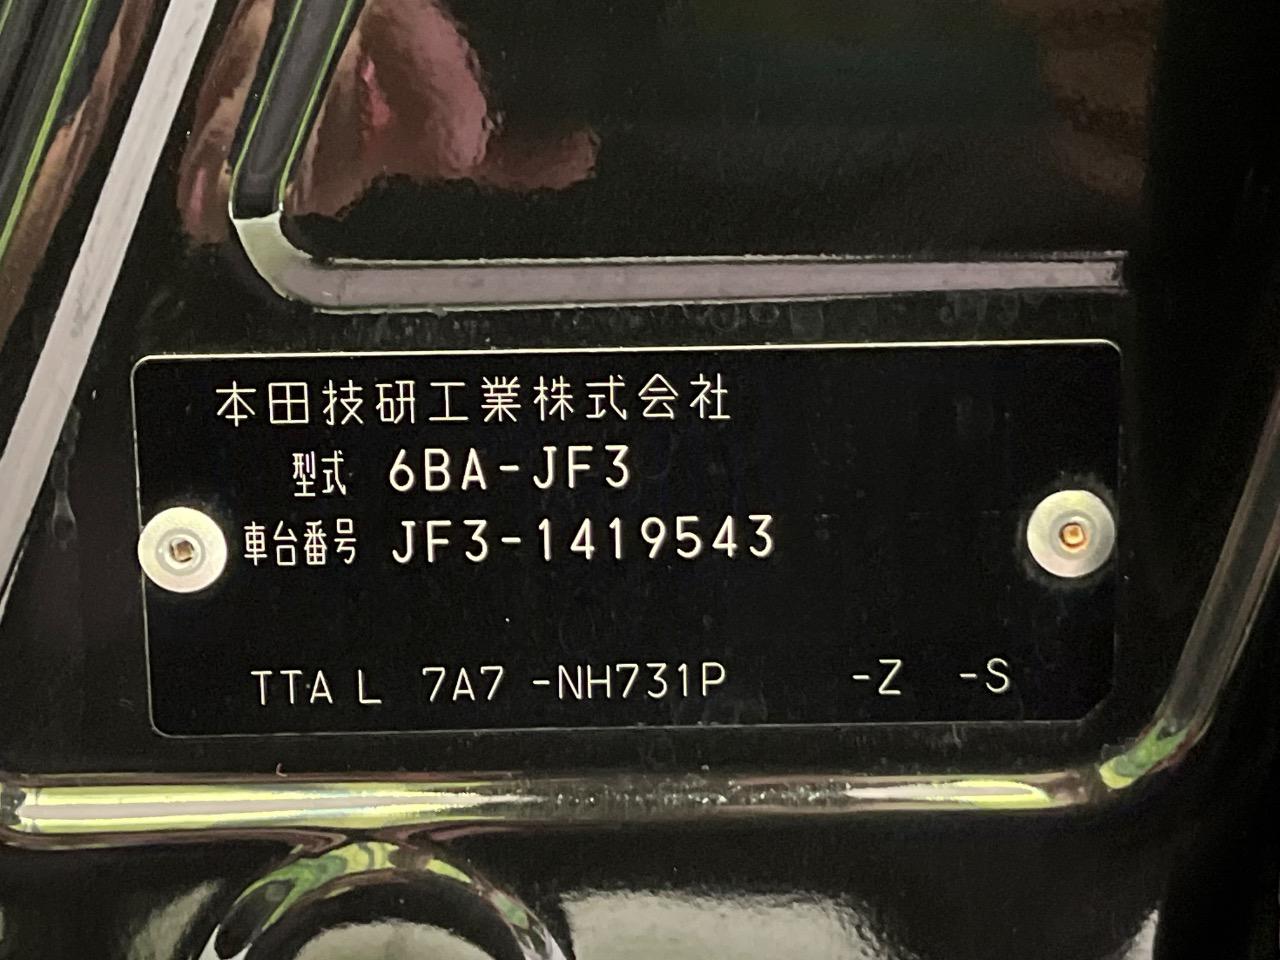 本田技研工業株式会社
型式 6BA-JF3
車台番号 JF3-1419543
TTA L 7A7 -NH731P -Z -S